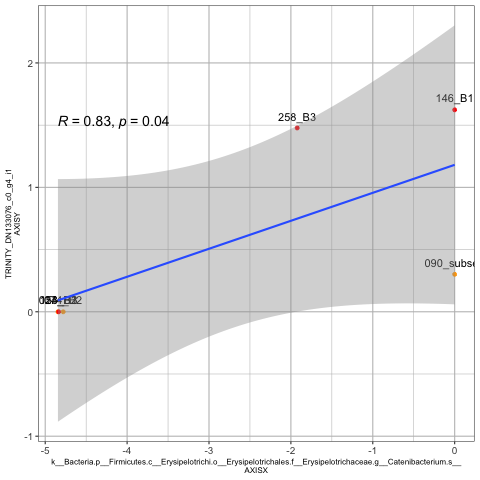 2
1
0
-1
R = 0.83, p = 0.04
146_B1
258_B3
090_subse
-5
-4
-3
-2
-1
0
k__Bacteria.p__Firmicutes.c__Erysipelotrichi.o__Erysipelotrichales.f__Erysipelotrichaceae.g__Catenibacterium.s__
AXISX
TRINITY_DN133076_c0_g4_i1
AXISY